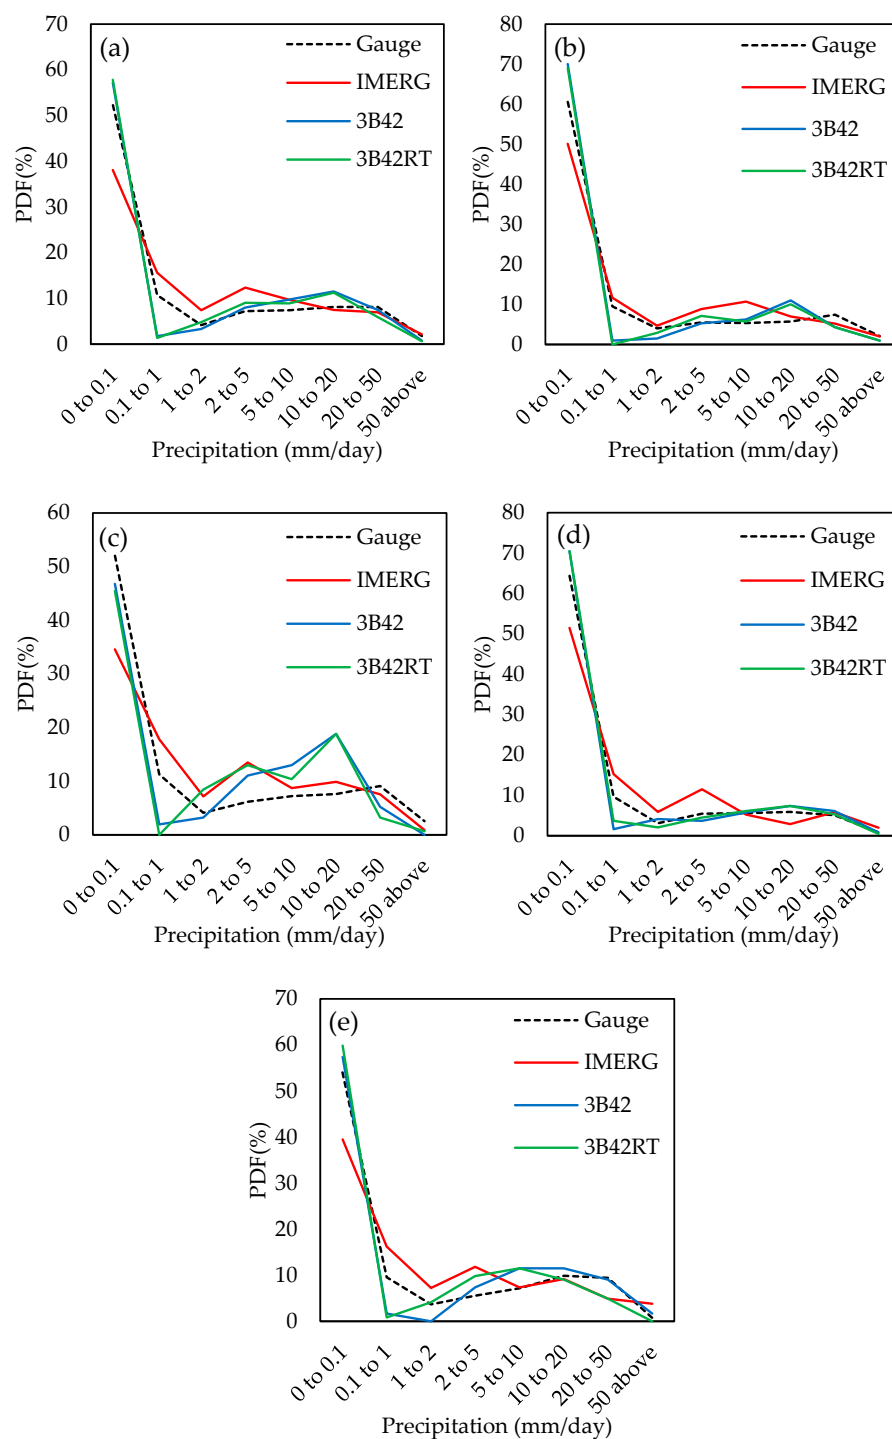 (a)
Gauge
IMERG
3B42
3B42RT
PDF(%)
70
60
50
40
30
20
10
0
0 to 0.1
0.1 to 1
1 to 2
2 to 5
5 to 10
10 to 20
20 to 50
50 above
Precipitation (mm/day)
(b)
Gauge
IMERG
3B42
3B42RT
PDF(%)
80
70
60
50
40
30
20
10
0
0 to 0.1
0.1 to 1
1 to 2
2 to 5
5 to 10
10 to 20
20 to 50
50 above
Precipitation (mm/day)
(c)
Gauge
IMERG
3B42
3B42RT
PDF(%)
60
50
40
30
20
10
0
0 to 0.1
0.1 to 1
1 to 2
2 to 5
5 to 10
10 to 20
20 to 50
50 above
Precipitation (mm/day)
(d)
Gauge
IMERG
3B42
3B42RT
PDF(%)
80
70
60
50
40
30
20
10
0
0 to 0.1
0.1 to 1
1 to 2
2 to 5
5 to 10
10 to 20
20 to 50
50 above
Precipitation (mm/day)
(e)
Gauge
IMERG
3B42
3B42RT
PDF(%)
70
60
50
40
30
20
10
0
0 to 0.1
0.1 to 1
1 to 2
2 to 5
5 to 10
10 to 20
20 to 50
50 above
Precipitation (mm/day)